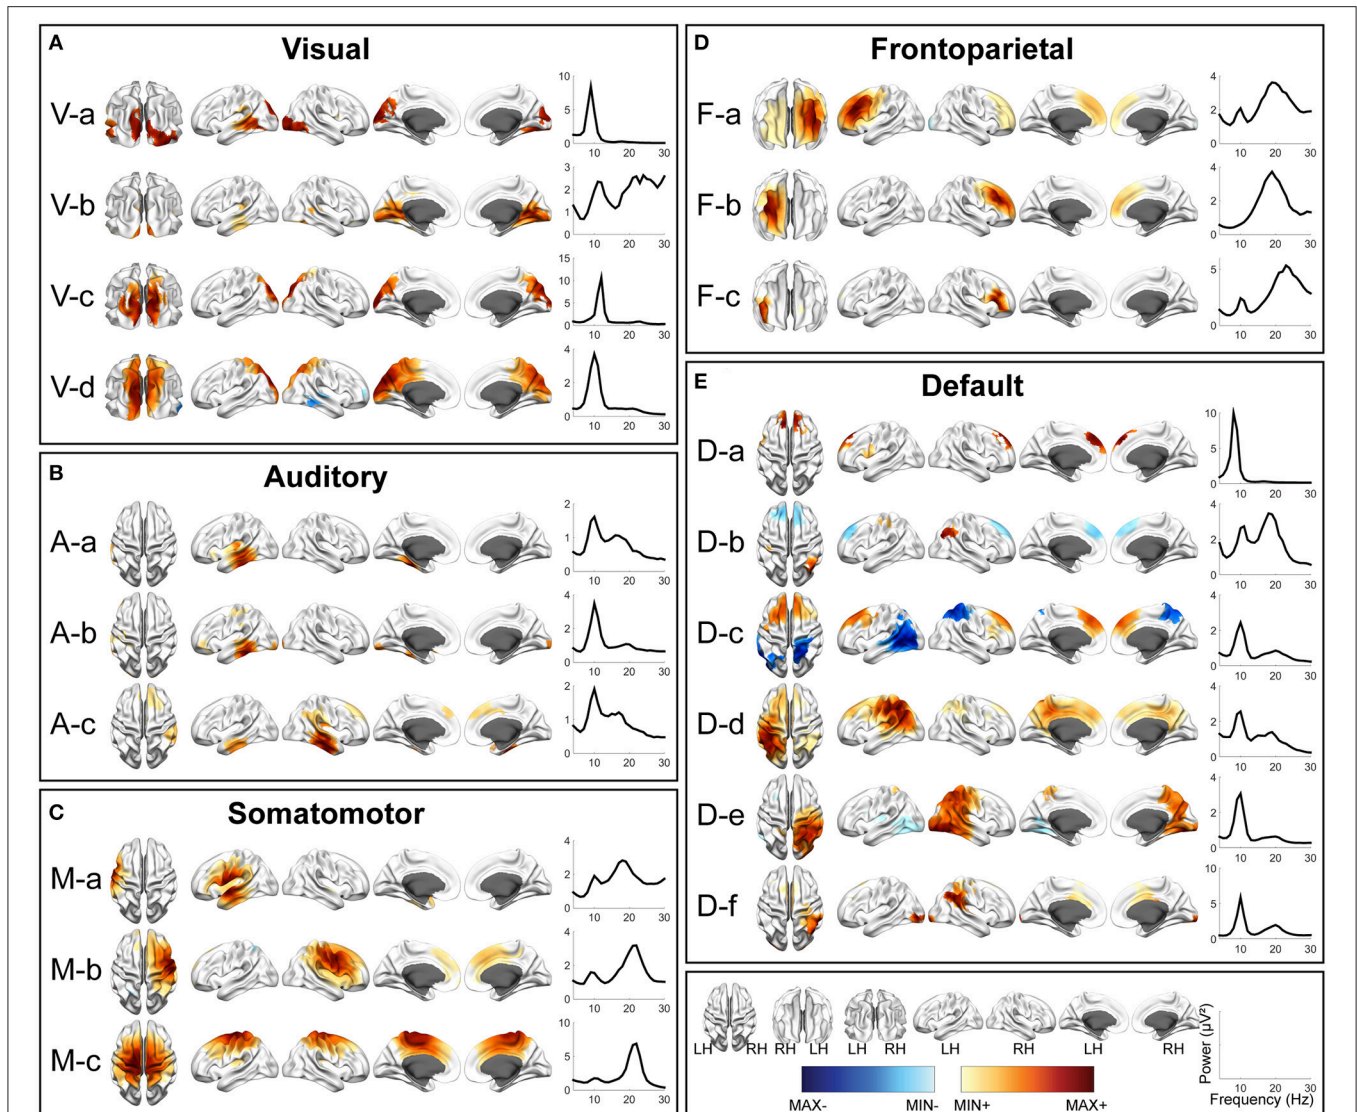 A
Visual
V-a
10
5
0
10 20 30
V-b
3
2
1
0
10 20 30
V-c
15
10
5
0
10 20 30
V-d
4
2
0
10 20 30
B
Auditory
A-a
2
1
0
10 20 30
A-b
4
2
0
10 20 30
A-c
2
1
0
10 20 30
C
Somatomotor
M-a
4
2
0
10 20 30
M-b
4
2
0
10 20 30
M-c
10
5
0
10 20 30
D
Frontoparietal
F-a
4
2
0
10 20 30
F-b
4
2
0
10 20 30
F-c
5
0
10 20 30
E
Default
D-a
10
5
0
10 20 30
D-b
4
2
0
10 20 30
D-c
4
2
0
10 20 30
D-d
4
2
0
10 20 30
D-e
4
2
0
10 20 30
D-f
10
5
0
10 20 30
LH RH RH LH LH RH LH RH LH RH
Power (μV²)
Frequency (Hz)
MAX- MIN- MIN+ MAX+